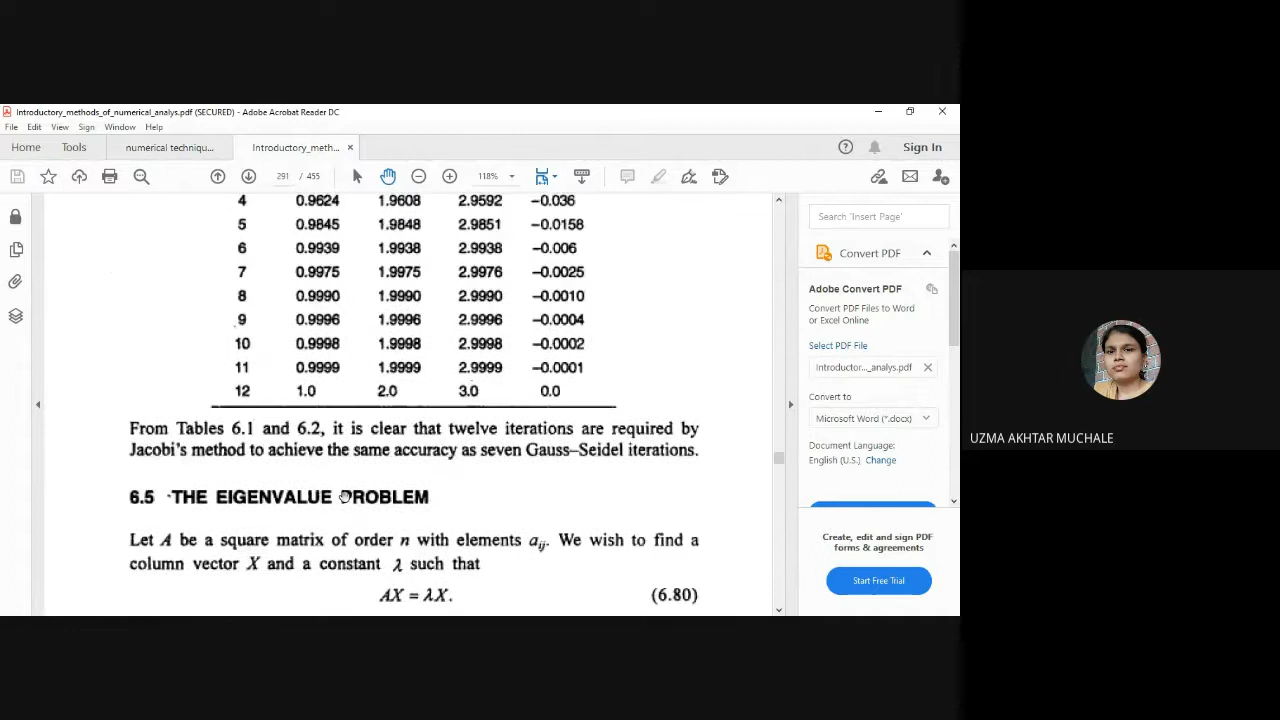 Introductory_methods_of_numerical_analys.pdf (SECURED) - Adobe Acrobat Reader DC
File Edit View Sign Window Help
Home Tools numerical techniqu... Introductory_meth... × Sign In
291 / 455 118%
4 0.9624 1.9608 2.9592 −0.036
5 0.9845 1.9848 2.9851 −0.0158
6 0.9939 1.9938 2.9938 −0.006
7 0.9975 1.9975 2.9976 −0.0025
8 0.9990 1.9990 2.9990 −0.0010
9 0.9996 1.9996 2.9996 −0.0004
10 0.9998 1.9998 2.9998 −0.0002
11 0.9999 1.9999 2.9999 −0.0001
12 1.0 2.0 3.0 0.0
From Tables 6.1 and 6.2, it is clear that twelve iterations are required by
Jacobi's method to achieve the same accuracy as seven Gauss–Seidel iterations.
6.5 THE EIGENVALUE PROBLEM
Let A be a square matrix of order n with elements aij. We wish to find a
column vector X and a constant λ such that
AX = λX. (6.80)
Search 'Insert Page'
Convert PDF
Adobe Convert PDF
Convert PDF Files to Word
or Excel Online
Select PDF File
Introductor..._analys.pdf
Convert to
Microsoft Word (*.docx)
Document Language:
English (U.S.) Change
Create, edit and sign PDF
forms & agreements
Start Free Trial
UZMA AKHTAR MUCHALE